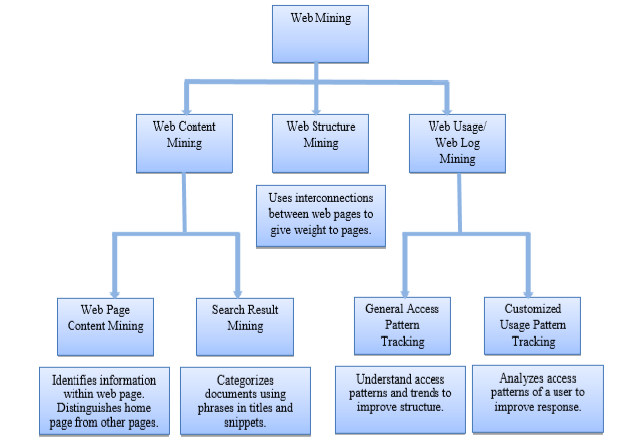 Web Mining
Web Content
Mining
Web Structure
Mining
Web Usage/
Web Log
Mining
Uses interconnections
between web pages to
give weight to pages.
Web Page
Content Mining
Search Result
Mining
General Access
Pattern
Tracking
Customized
Usage Pattern
Tracking
Identifies information
within web page.
Distinguishes home
page from other pages.
Categorizes
documents using
phrases in titles and
snippets.
Understand access
patterns and trends to
improve structure.
Analyzes access
patterns of a user to
improve response.